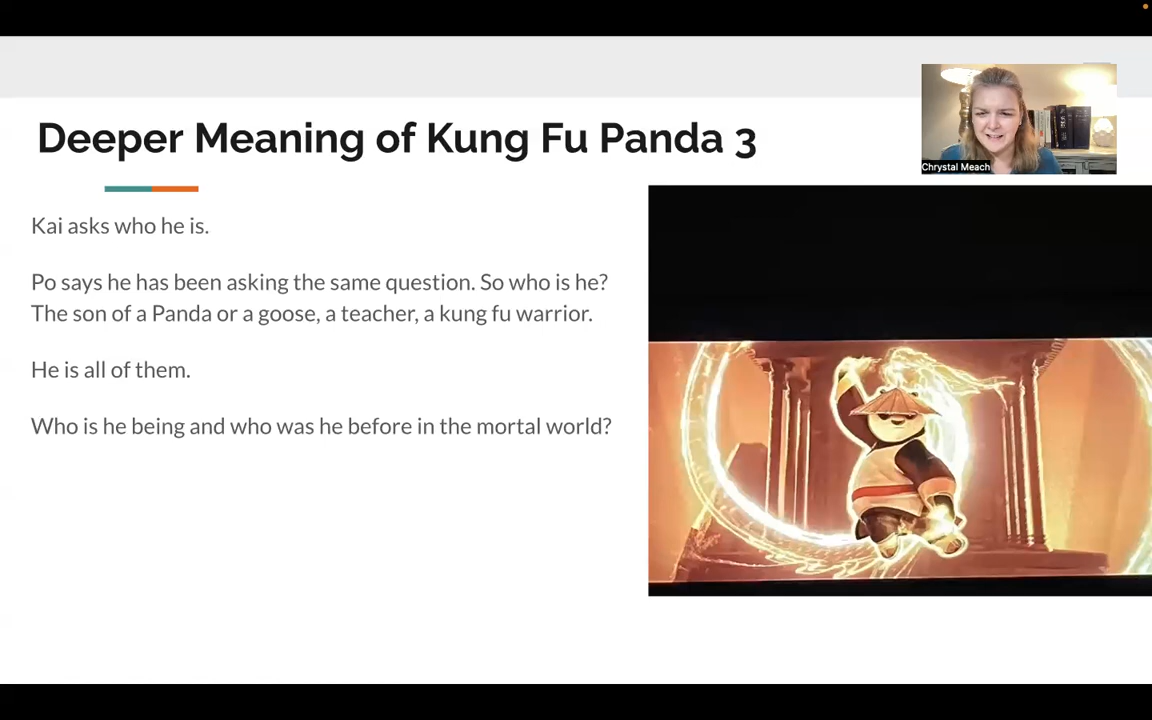 Deeper Meaning of Kung Fu Panda 3
Chrystal Meach
Kai asks who he is.
Po says he has been asking the same question. So who is he?
The son of a Panda or a goose, a teacher, a kung fu warrior.
He is all of them.
Who is he being and who was he before in the mortal world?